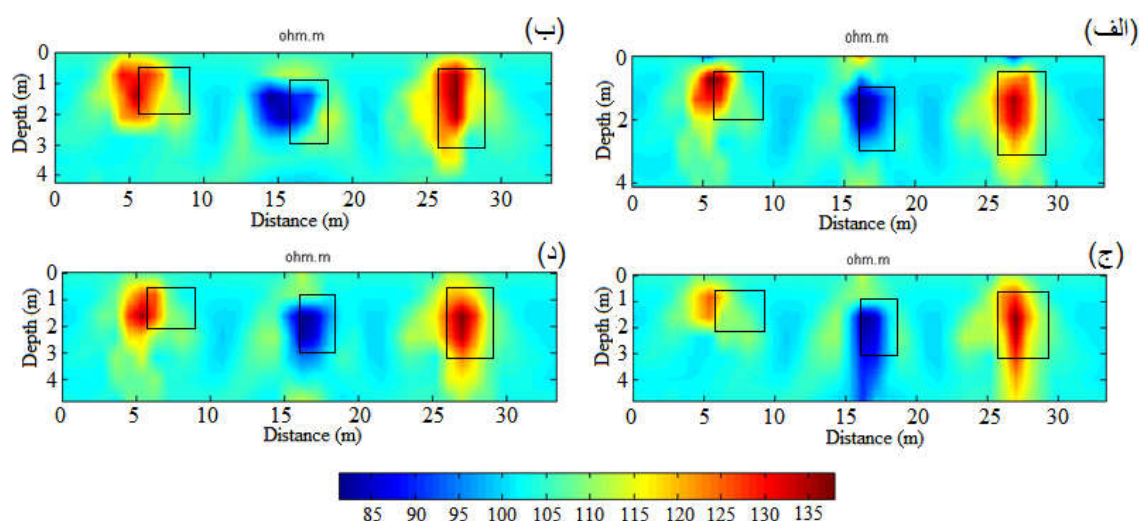 (ب)
ohm.m
0
1
2
3
4
Depth (m)
0 5 10 15 20 25 30
Distance (m)
(الف)
ohm.m
0
2
4
Depth (m)
0 5 10 15 20 25 30
Distance (m)
(د)
ohm.m
0
1
2
3
4
Depth (m)
0 5 10 15 20 25 30
Distance (m)
(ج)
ohm.m
0
1
2
3
4
Depth (m)
0 5 10 15 20 25 30
Distance (m)
85 90 95 100 105 110 115 120 125 130 135